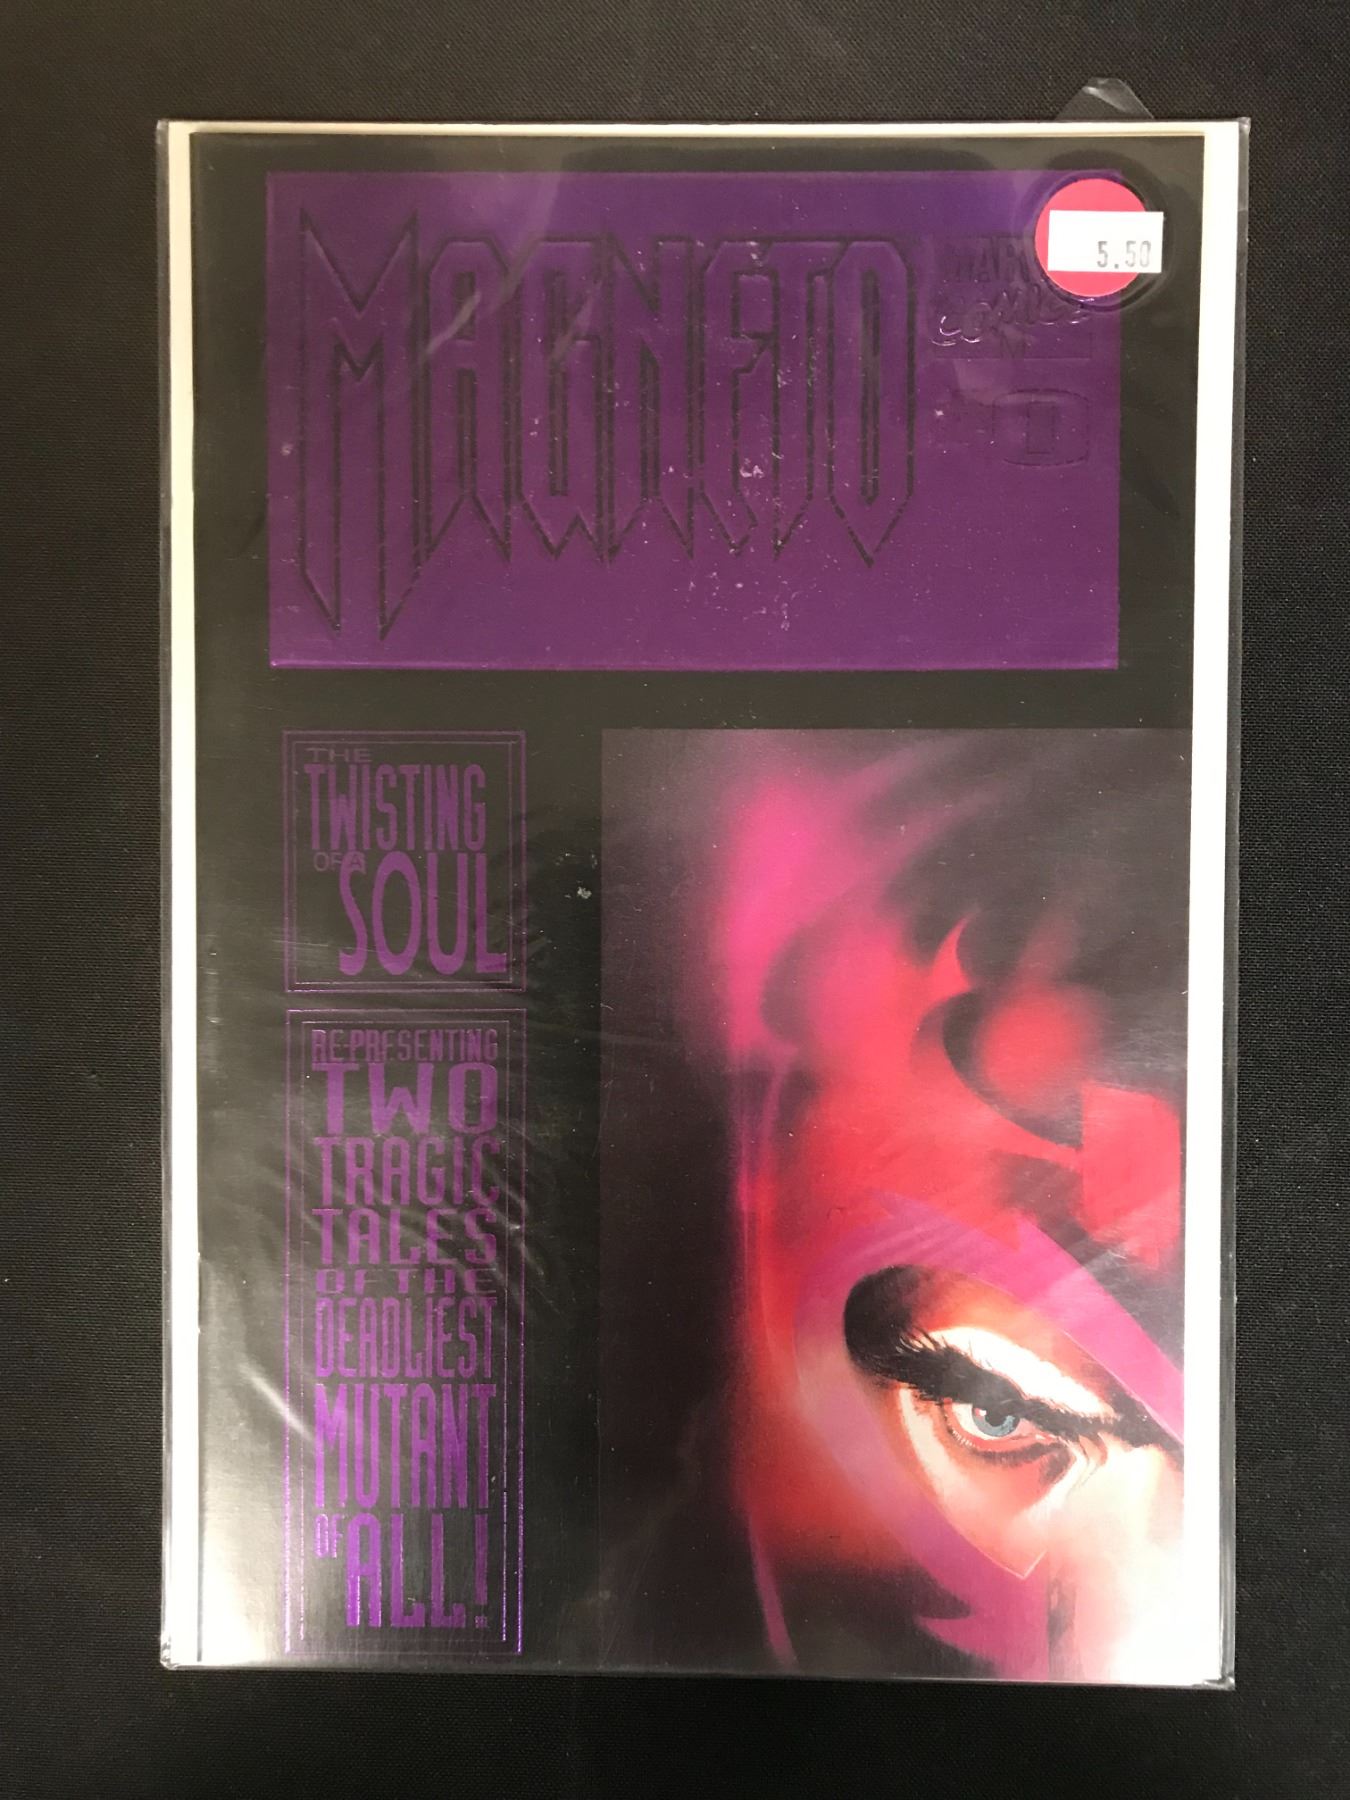 MAGNETO
5.50
COMICS
M
0
THE
TWISTING
OF A
SOUL
RE-PRESENTING
TWO
TRAGIC
TALES
OF THE
DEADLIEST
MUTANT
OF ALL!